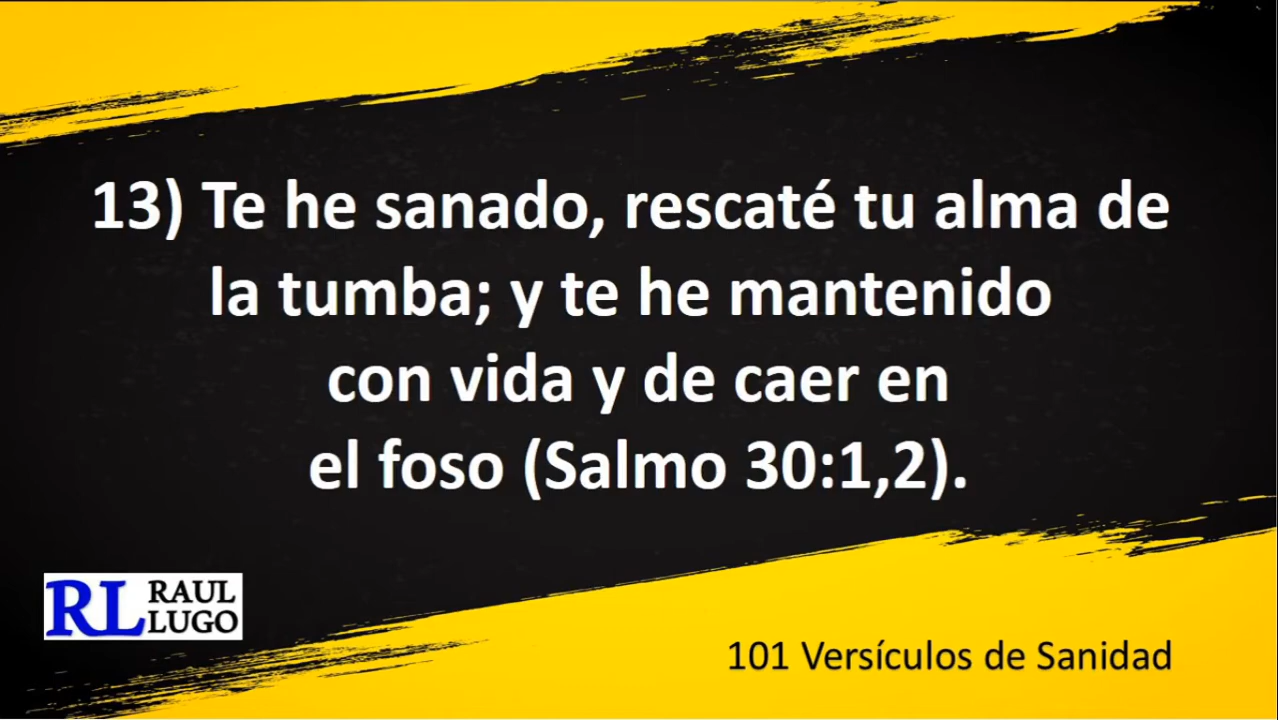 13) Te he sanado, rescaté tu alma de
la tumba; y te he mantenido
con vida y de caer en
el foso (Salmo 30:1,2).
RL RAUL
LUGO
101 Versículos de Sanidad